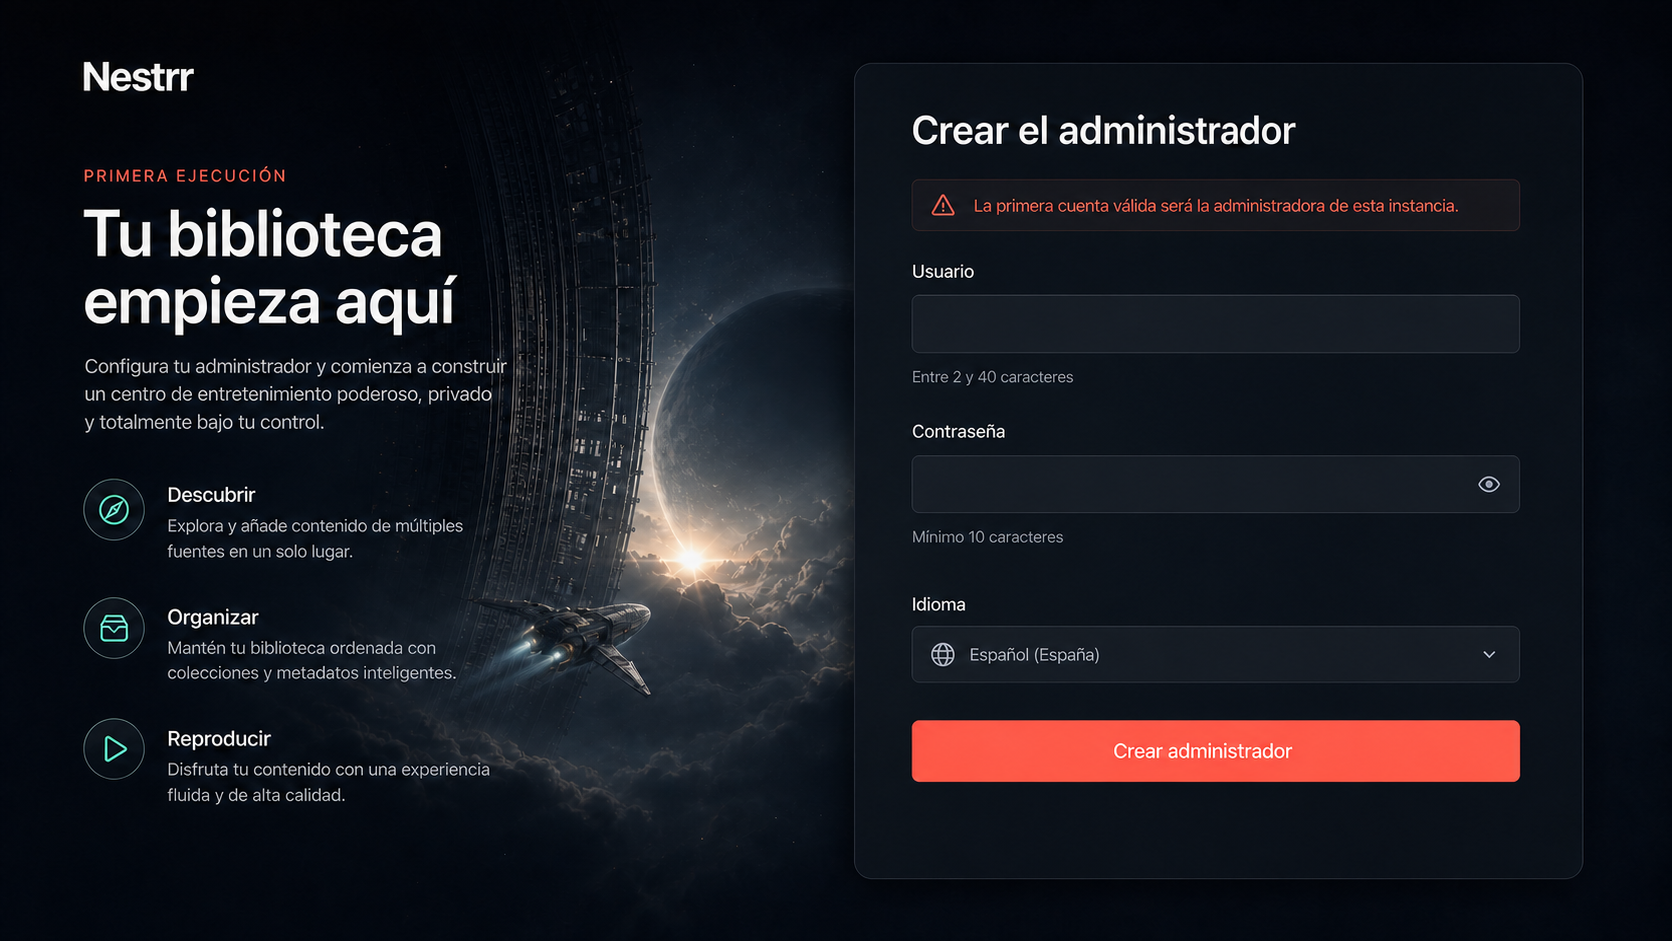 Nestrr
PRIMERA EJECUCIÓN
Tu biblioteca
empieza aquí
Configura tu administrador y comienza a construir
un centro de entretenimiento poderoso, privado
y totalmente bajo tu control.
Descubrir
Explora y añade contenido de múltiples
fuentes en un solo lugar.
Organizar
Mantén tu biblioteca ordenada con
colecciones y metadatos inteligentes.
Reproducir
Disfruta tu contenido con una experiencia
fluida y de alta calidad.
Crear el administrador
La primera cuenta válida será la administradora de esta instancia.
Usuario
Entre 2 y 40 caracteres
Contraseña
Mínimo 10 caracteres
Idioma
Español (España)
Crear administrador